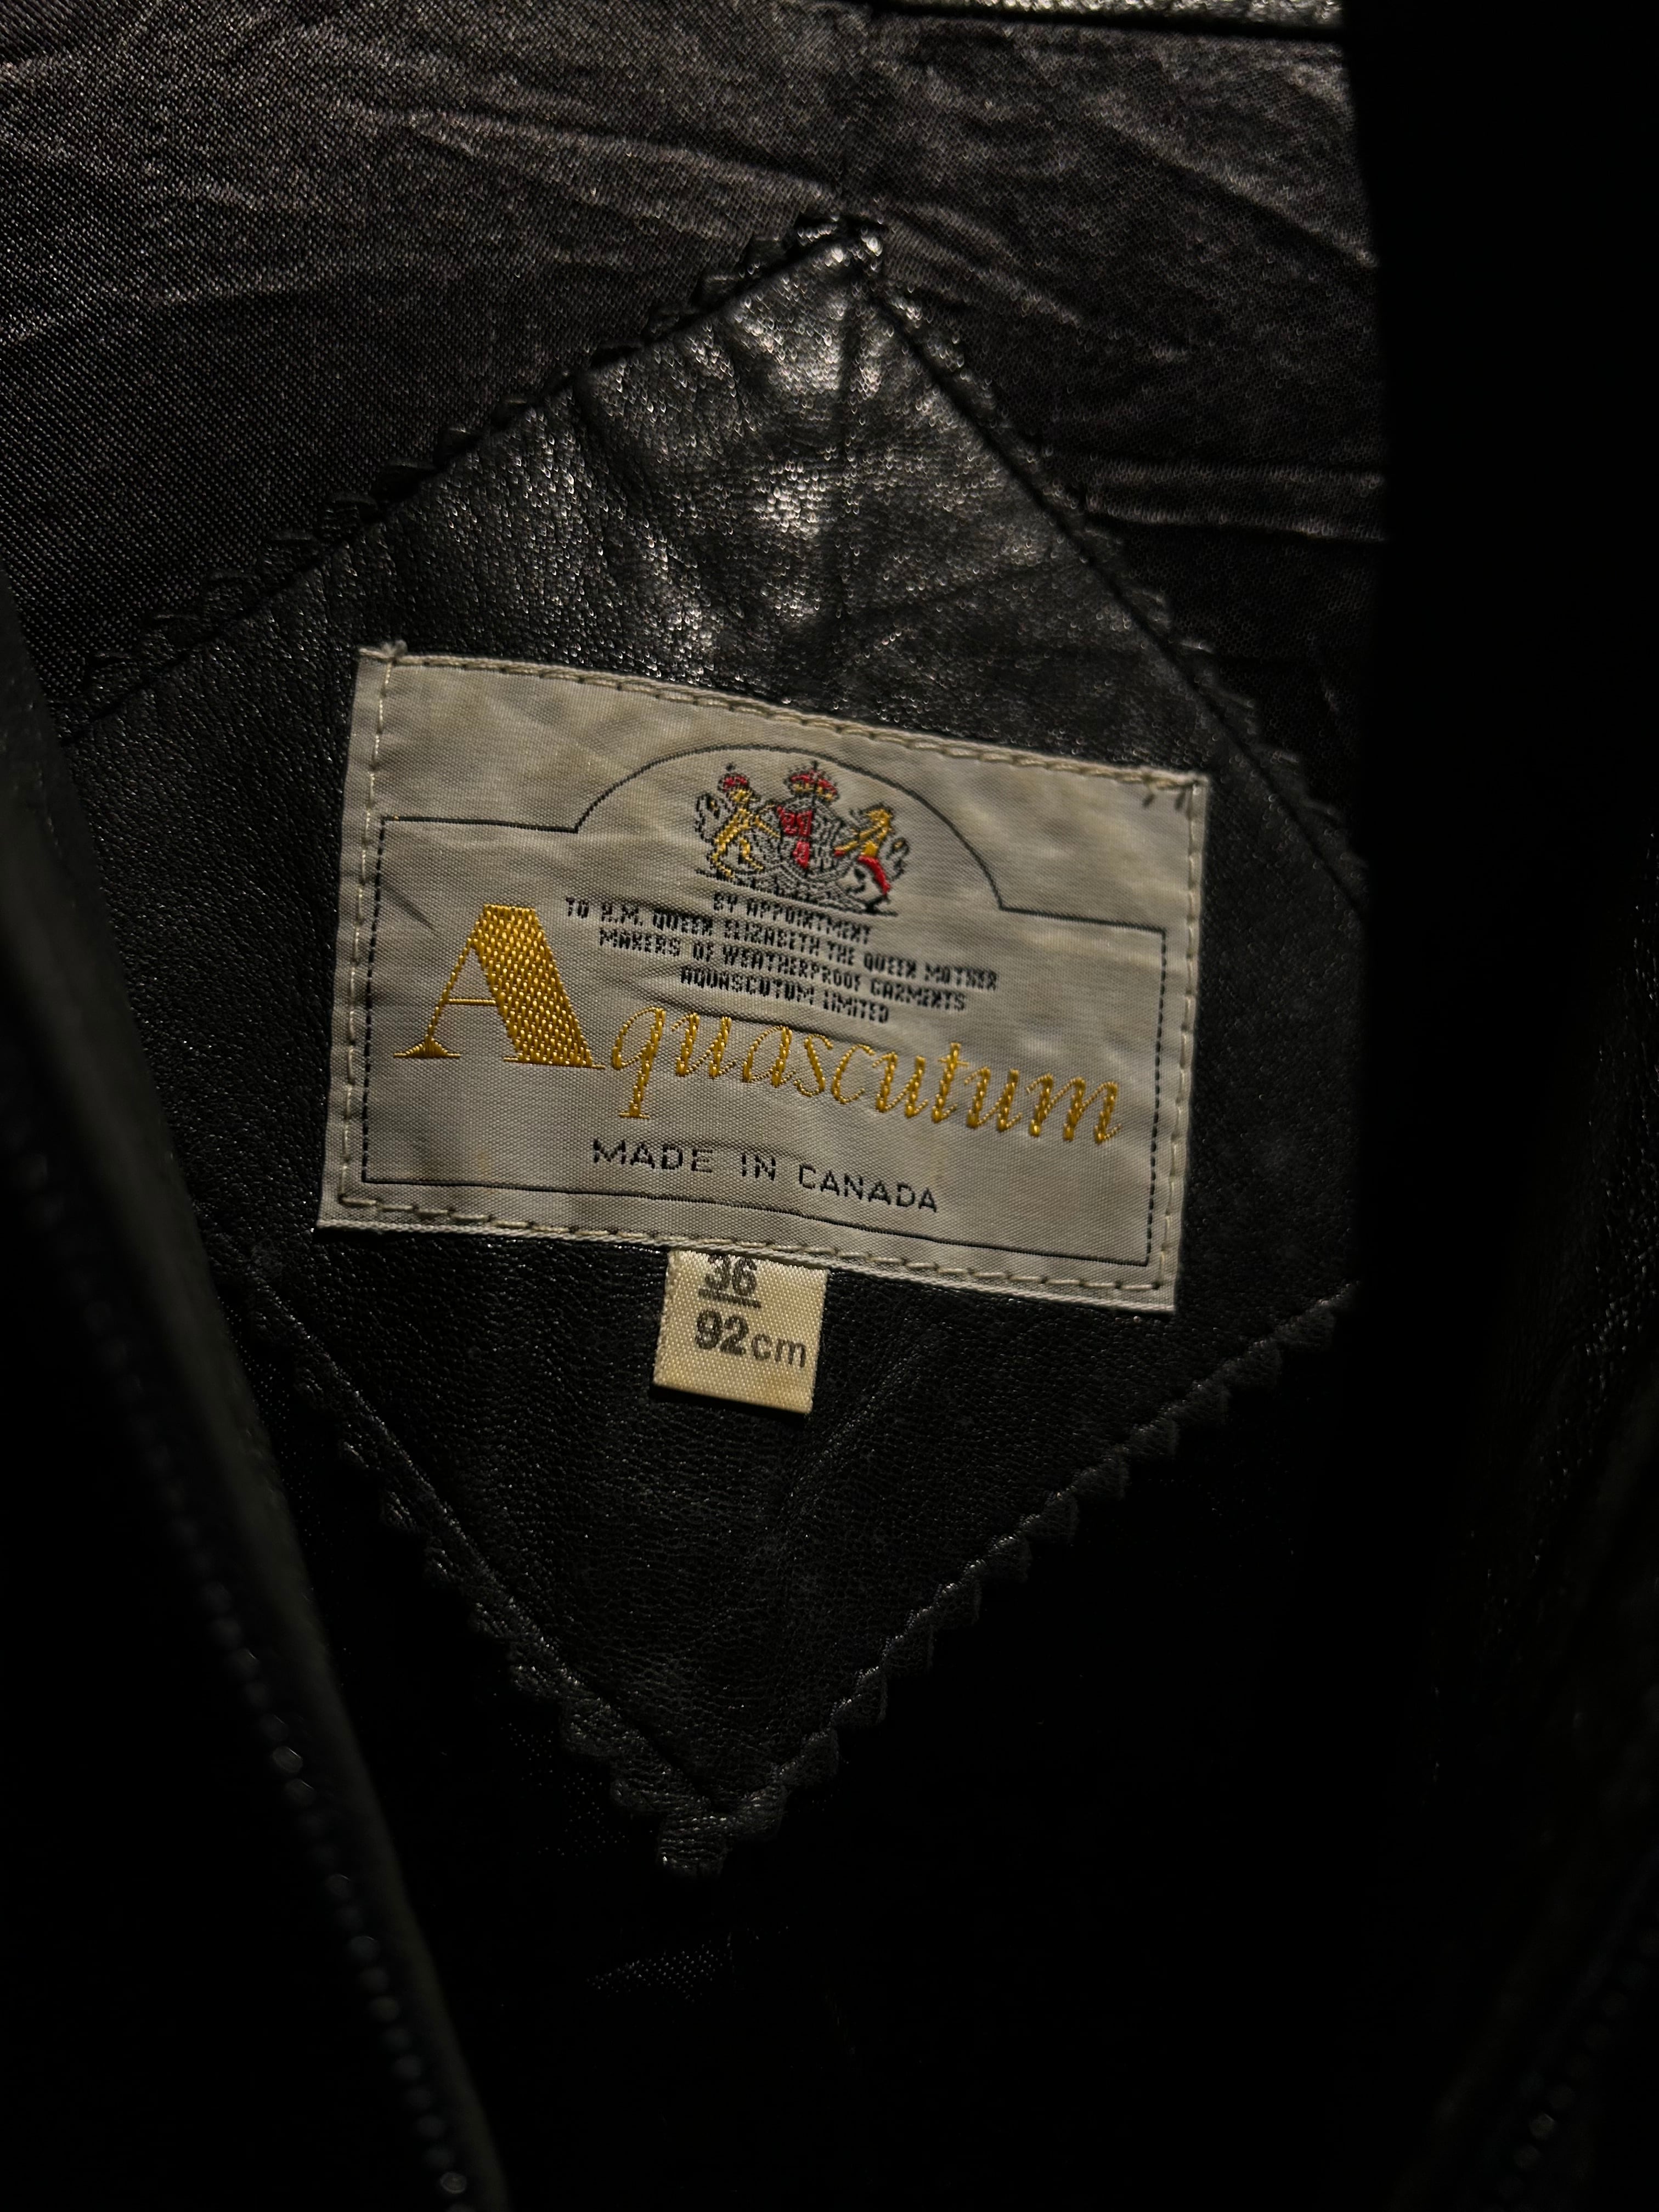 BY APPOINTMENT
TO H.M. QUEEN ELIZABETH THE QUEEN MOTHER
MAKERS OF WEATHERPROOF GARMENTS
AQUASCUTUM LIMITED
Aquascutum
MADE IN CANADA
36
92cm